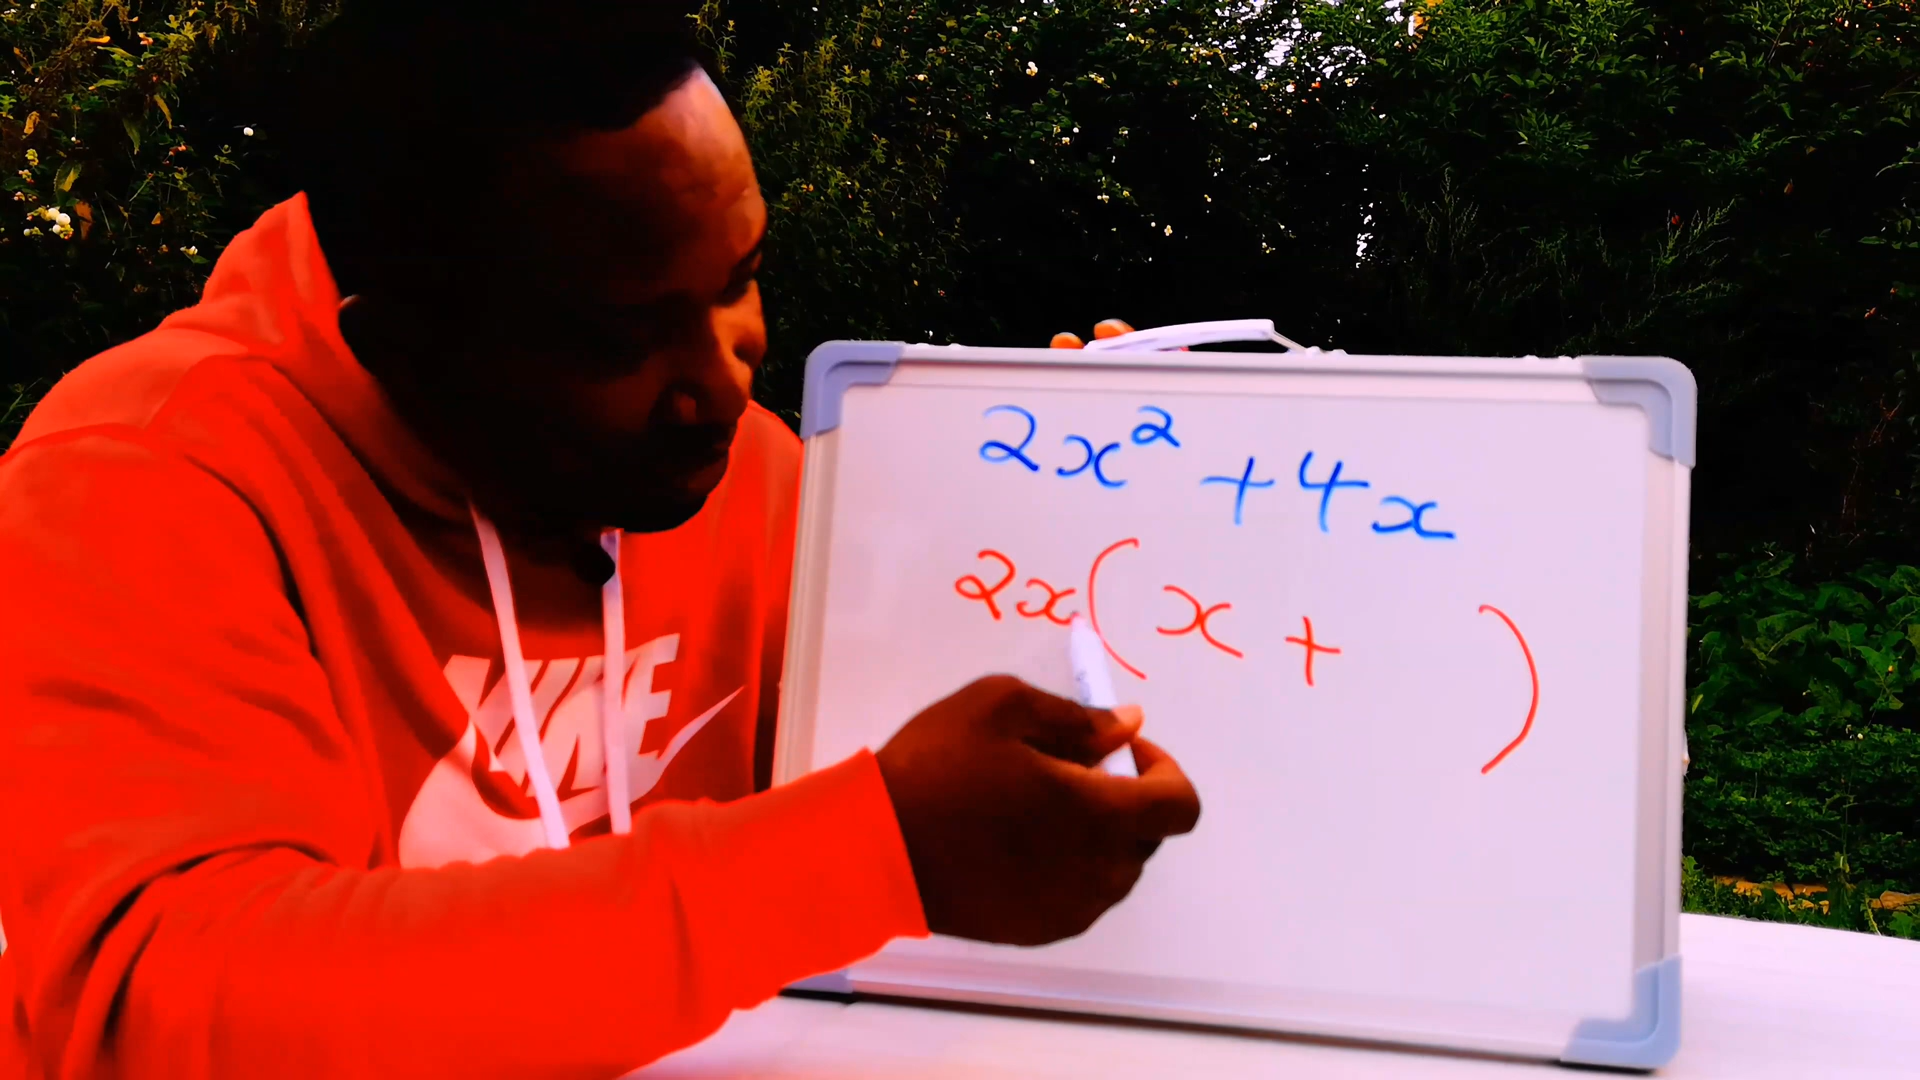 2x² + 4x
2x( x +    )
NIKE